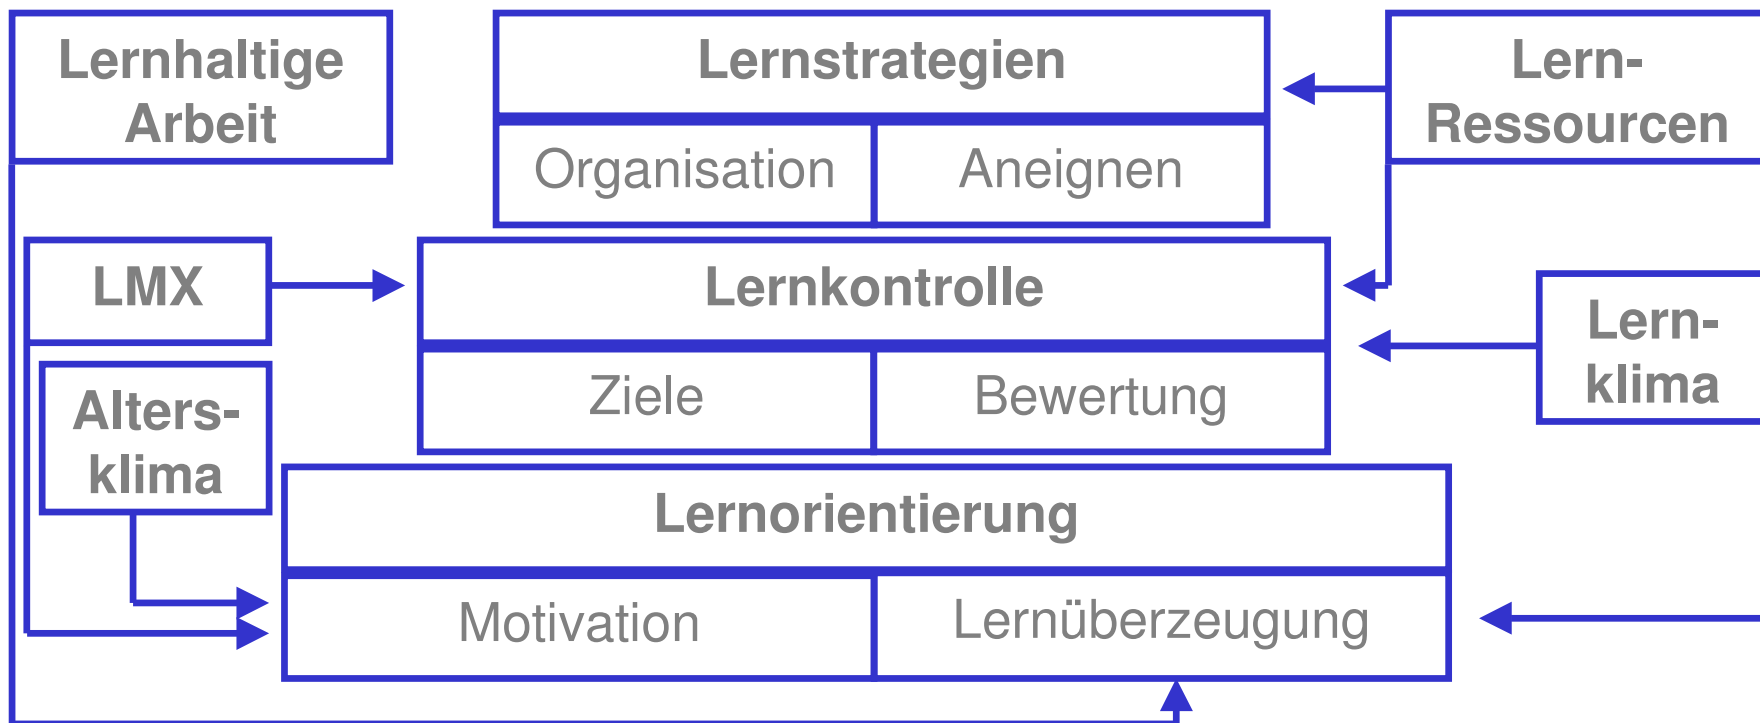 Lernhaltige
Arbeit
Lernstrategien
Organisation
Aneignen
Lern-
Ressourcen
LMX
Lernkontrolle
Ziele
Bewertung
Lern-
klima
Alters-
klima
Lernorientierung
Motivation
Lernüberzeugung